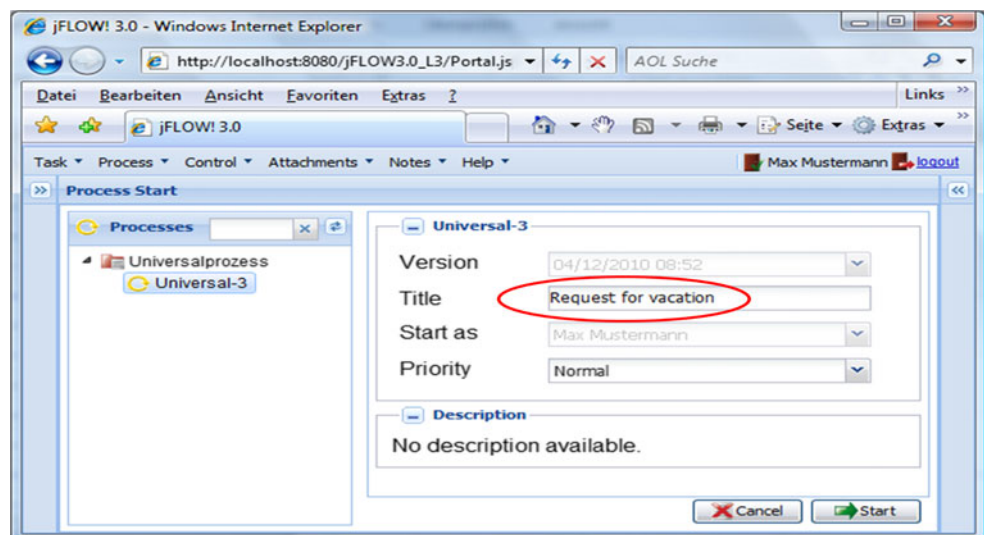 jFLOW! 3.0 - Windows Internet Explorer
http://localhost:8080/jFLOW3.0_L3/Portal.js
AOL Suche
Datei Bearbeiten Ansicht Favoriten Extras ?
Links
jFLOW! 3.0
Seite
Extras
Task Process Control Attachments Notes Help
Max Mustermann logout
Process Start
Processes
Universalprozess
Universal-3
Universal-3
Version 04/12/2010 08:52
Title Request for vacation
Start as Max Mustermann
Priority Normal
Description
No description available.
Cancel Start